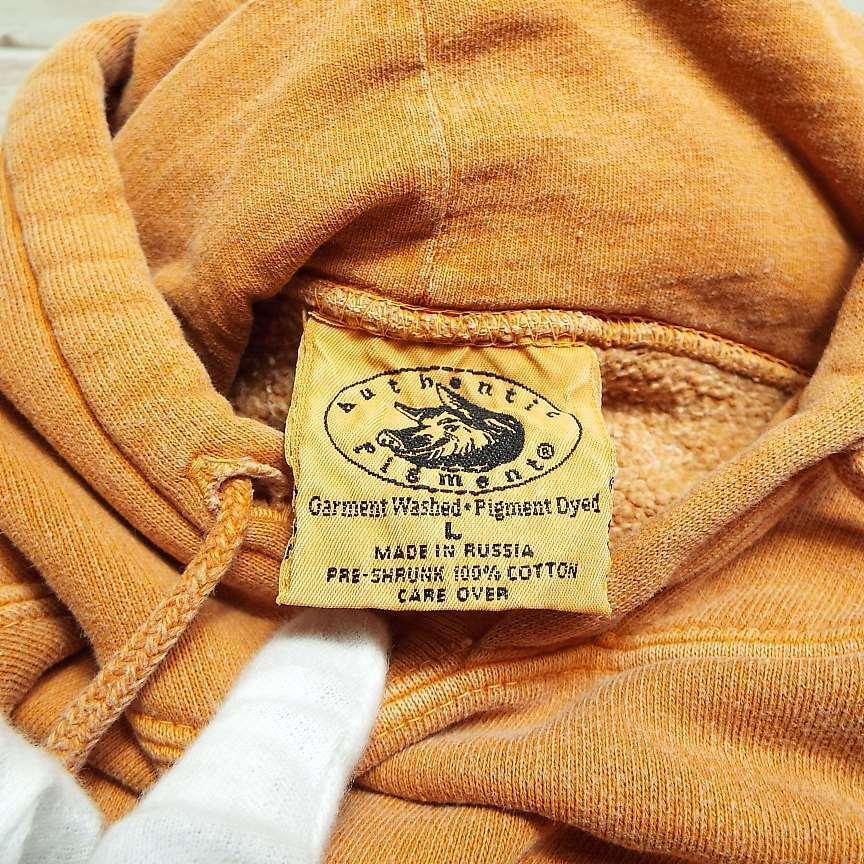 Authentic
Pigment®
Garment Washed • Pigment Dyed
L
MADE IN RUSSIA
PRE-SHRUNK 100% COTTON
CARE OVER